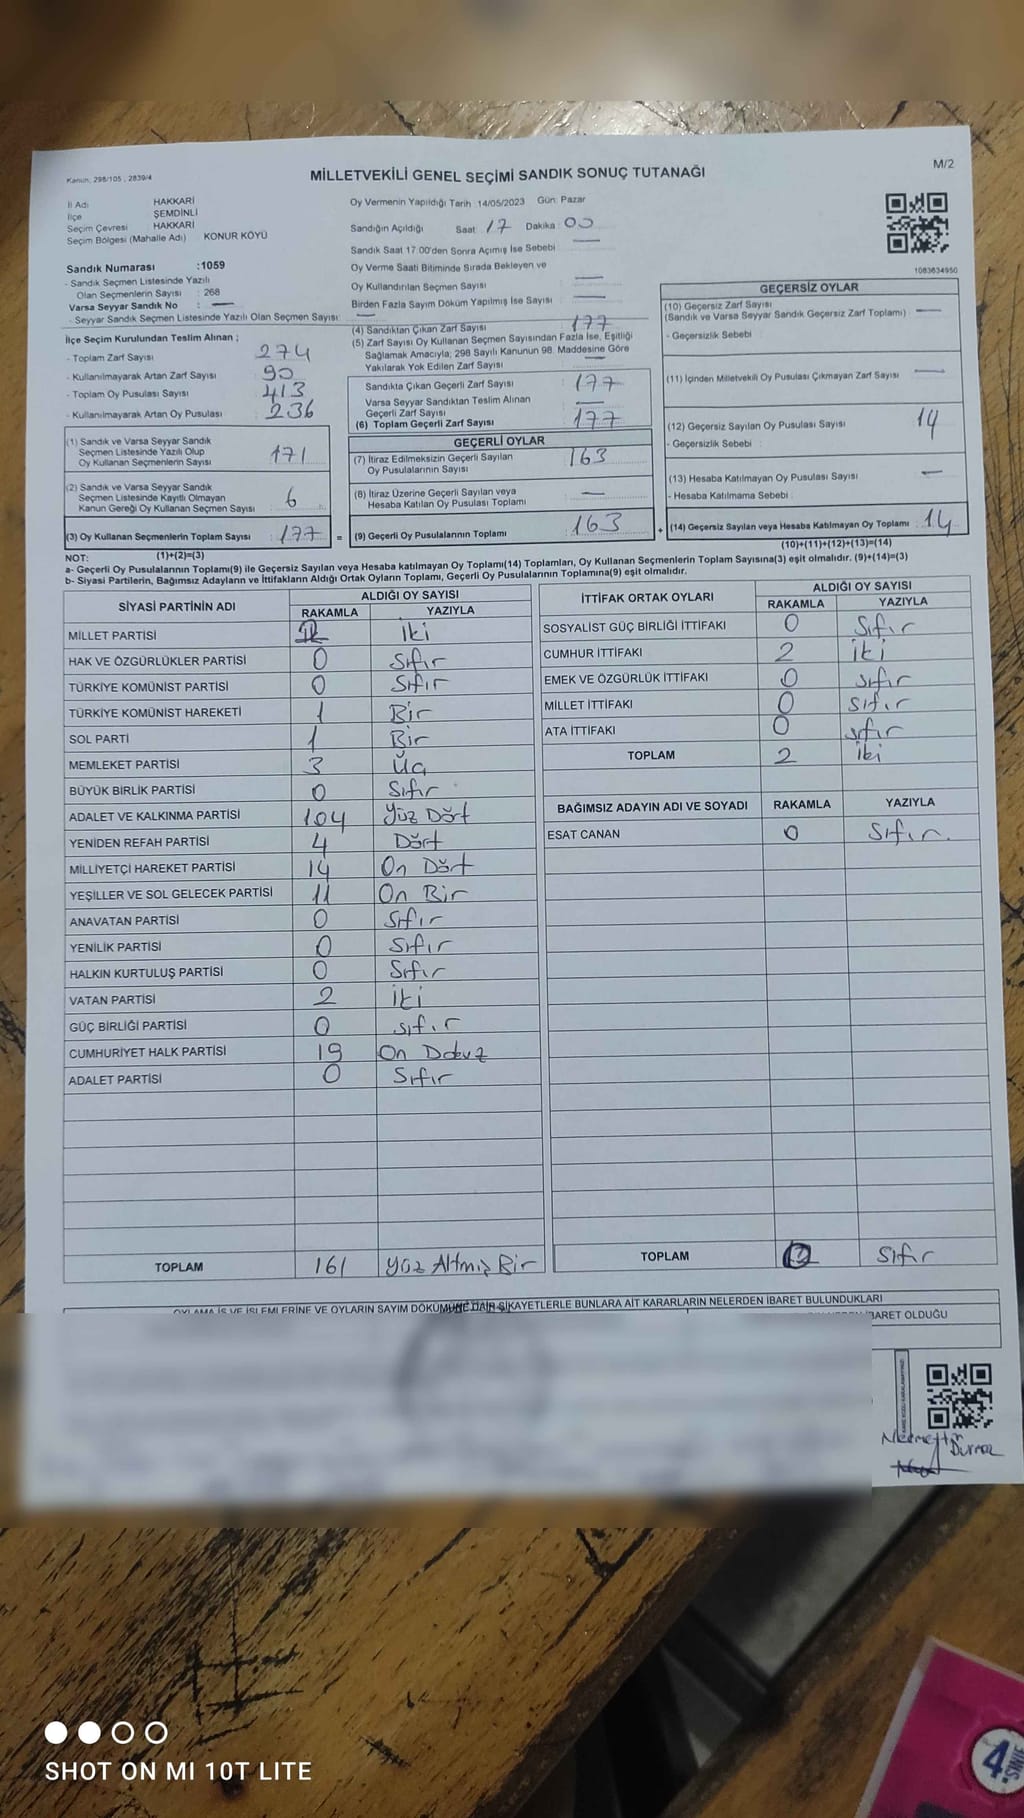 Kanun: 298/105 , 2839/4
MİLLETVEKİLİ GENEL SEÇİMİ SANDIK SONUÇ TUTANAĞI
M/2
İl Adı HAKKARİ
İlçe ŞEMDİNLİ
Seçim Çevresi HAKKARİ
Seçim Bölgesi (Mahalle Adı) KONUR KÖYÜ
Sandık Numarası :1059
- Sandık Seçmen Listesinde Yazılı
Olan Seçmenlerin Sayısı : 268
Varsa Seyyar Sandık No : —
- Seyyar Sandık Seçmen Listesinde Yazılı Olan Seçmen Sayısı: —
İlçe Seçim Kurulundan Teslim Alınan ;
- Toplam Zarf Sayısı : 274
- Kullanılmayarak Artan Zarf Sayısı : 90
- Toplam Oy Pusulası Sayısı : 413
- Kullanılmayarak Artan Oy Pusulası : 236
(1) Sandık ve Varsa Seyyar Sandık
Seçmen Listesinde Yazılı Olup
Oy Kullanan Seçmenlerin Sayısı : 171
(2) Sandık ve Varsa Seyyar Sandık
Seçmen Listesinde Kayıtlı Olmayan
Kanun Gereği Oy Kullanan Seçmen Sayısı : 6
(3) Oy Kullanan Seçmenlerin Toplam Sayısı : 177 =
Oy Vermenin Yapıldığı Tarih :14/05/2023 Gün: Pazar
Sandığın Açıldığı Saat : 17 Dakika : 00
Sandık Saat 17:00'den Sonra Açılmış İse Sebebi : —
Oy Verme Saati Bitiminde Sırada Bekleyen ve
Oy Kullandırılan Seçmen Sayısı : —
Birden Fazla Sayım Döküm Yapılmış İse Sayısı : —
(4) Sandıktan Çıkan Zarf Sayısı : 177
(5) Zarf Sayısı Oy Kullanan Seçmen Sayısından Fazla İse, Eşitliği
Sağlamak Amacıyla; 298 Sayılı Kanunun 98. Maddesine Göre
Yakılarak Yok Edilen Zarf Sayısı : —
Sandıkta Çıkan Geçerli Zarf Sayısı : 177
Varsa Seyyar Sandıktan Teslim Alınan
Geçerli Zarf Sayısı : —
(6) Toplam Geçerli Zarf Sayısı : 177
GEÇERLİ OYLAR
(7) İtiraz Edilmeksizin Geçerli Sayılan
Oy Pusulalarının Sayısı : 163
(8) İtiraz Üzerine Geçerli Sayılan veya
Hesaba Katılan Oy Pusulası Toplamı : —
(9) Geçerli Oy Pusulalarının Toplamı : 163 +
1083634950
GEÇERSİZ OYLAR
(10) Geçersiz Zarf Sayısı
(Sandık ve Varsa Seyyar Sandık Geçersiz Zarf Toplamı) : —
- Geçersizlik Sebebi :
(11) İçinden Milletvekili Oy Pusulası Çıkmayan Zarf Sayısı : —
(12) Geçersiz Sayılan Oy Pusulası Sayısı : 14
- Geçersizlik Sebebi :
(13) Hesaba Katılmayan Oy Pusulası Sayısı : —
- Hesaba Katılmama Sebebi :
(14) Geçersiz Sayılan veya Hesaba Katılmayan Oy Toplamı : 14
NOT: (1)+(2)=(3)
(10)+(11)+(12)+(13)=(14)
a- Geçerli Oy Pusulalarının Toplamı(9) ile Geçersiz Sayılan veya Hesaba katılmayan Oy Toplamı(14) Toplamları, Oy Kullanan Seçmenlerin Toplam Sayısına(3) eşit olmalıdır. (9)+(14)=(3)
b- Siyasi Partilerin, Bağımsız Adayların ve İttifakların Aldığı Ortak Oyların Toplamı, Geçerli Oy Pusulalarının Toplamına(9) eşit olmalıdır.
SİYASİ PARTİNİN ADI ALDIĞI OY SAYISI
RAKAMLA YAZIYLA
MİLLET PARTİSİ 2 İki
HAK VE ÖZGÜRLÜKLER PARTİSİ 0 Sıfır
TÜRKİYE KOMÜNİST PARTİSİ 0 Sıfır
TÜRKİYE KOMÜNİST HAREKETİ 1 Bir
SOL PARTİ 1 Bir
MEMLEKET PARTİSİ 3 Üç
BÜYÜK BİRLİK PARTİSİ 0 Sıfır
ADALET VE KALKINMA PARTİSİ 104 Yüz Dört
YENİDEN REFAH PARTİSİ 4 Dört
MİLLİYETÇİ HAREKET PARTİSİ 14 On Dört
YEŞİLLER VE SOL GELECEK PARTİSİ 11 On Bir
ANAVATAN PARTİSİ 0 Sıfır
YENİLİK PARTİSİ 0 Sıfır
HALKIN KURTULUŞ PARTİSİ 0 Sıfır
VATAN PARTİSİ 2 İki
GÜÇ BİRLİĞİ PARTİSİ 0 sıfır
CUMHURİYET HALK PARTİSİ 19 On Dokuz
ADALET PARTİSİ 0 Sıfır
TOPLAM 161 Yüz Altmış Bir
İTTİFAK ORTAK OYLARI ALDIĞI OY SAYISI
RAKAMLA YAZIYLA
SOSYALİST GÜÇ BİRLİĞİ İTTİFAKI 0 Sıfır
CUMHUR İTTİFAKI 2 İki
EMEK VE ÖZGÜRLÜK İTTİFAKI 0 sıfır
MİLLET İTTİFAKI 0 sıfır
ATA İTTİFAKI 0 sıfır
TOPLAM 2 İki
BAĞIMSIZ ADAYIN ADI VE SOYADI RAKAMLA YAZIYLA
ESAT CANAN 0 Sıfır.
TOPLAM 0 Sıfır
OYLAMA İŞ VE İŞLEMLERİNE VE OYLARIN SAYIM DÖKÜMÜNE DAİR ŞİKAYETLERLE BUNLARA AİT KARARLARIN NELERDEN İBARET BULUNDUKLARI
İBARET OLDUĞU
Durmaz
SHOT ON MI 10T LITE
4.
SINIF